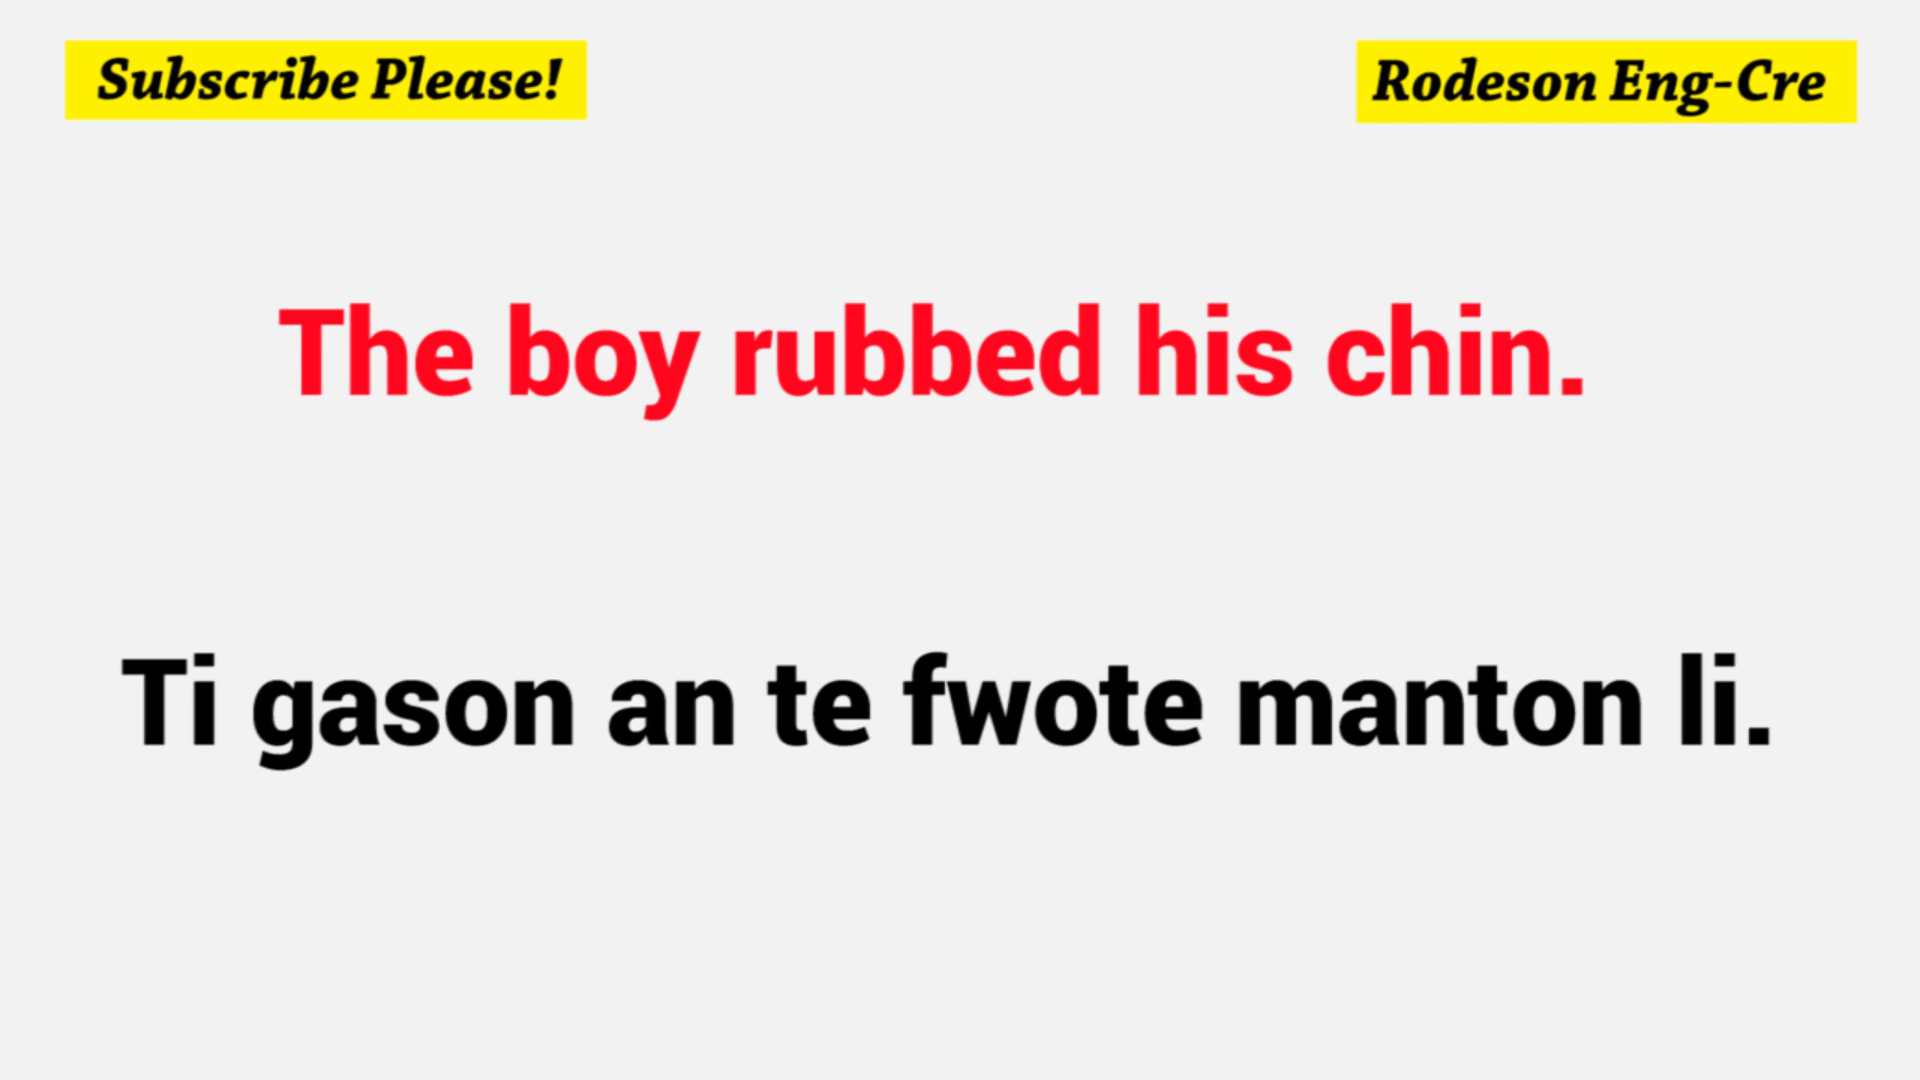 Subscribe Please!
Rodeson Eng-Cre
The boy rubbed his chin.
Ti gason an te fwote manton li.